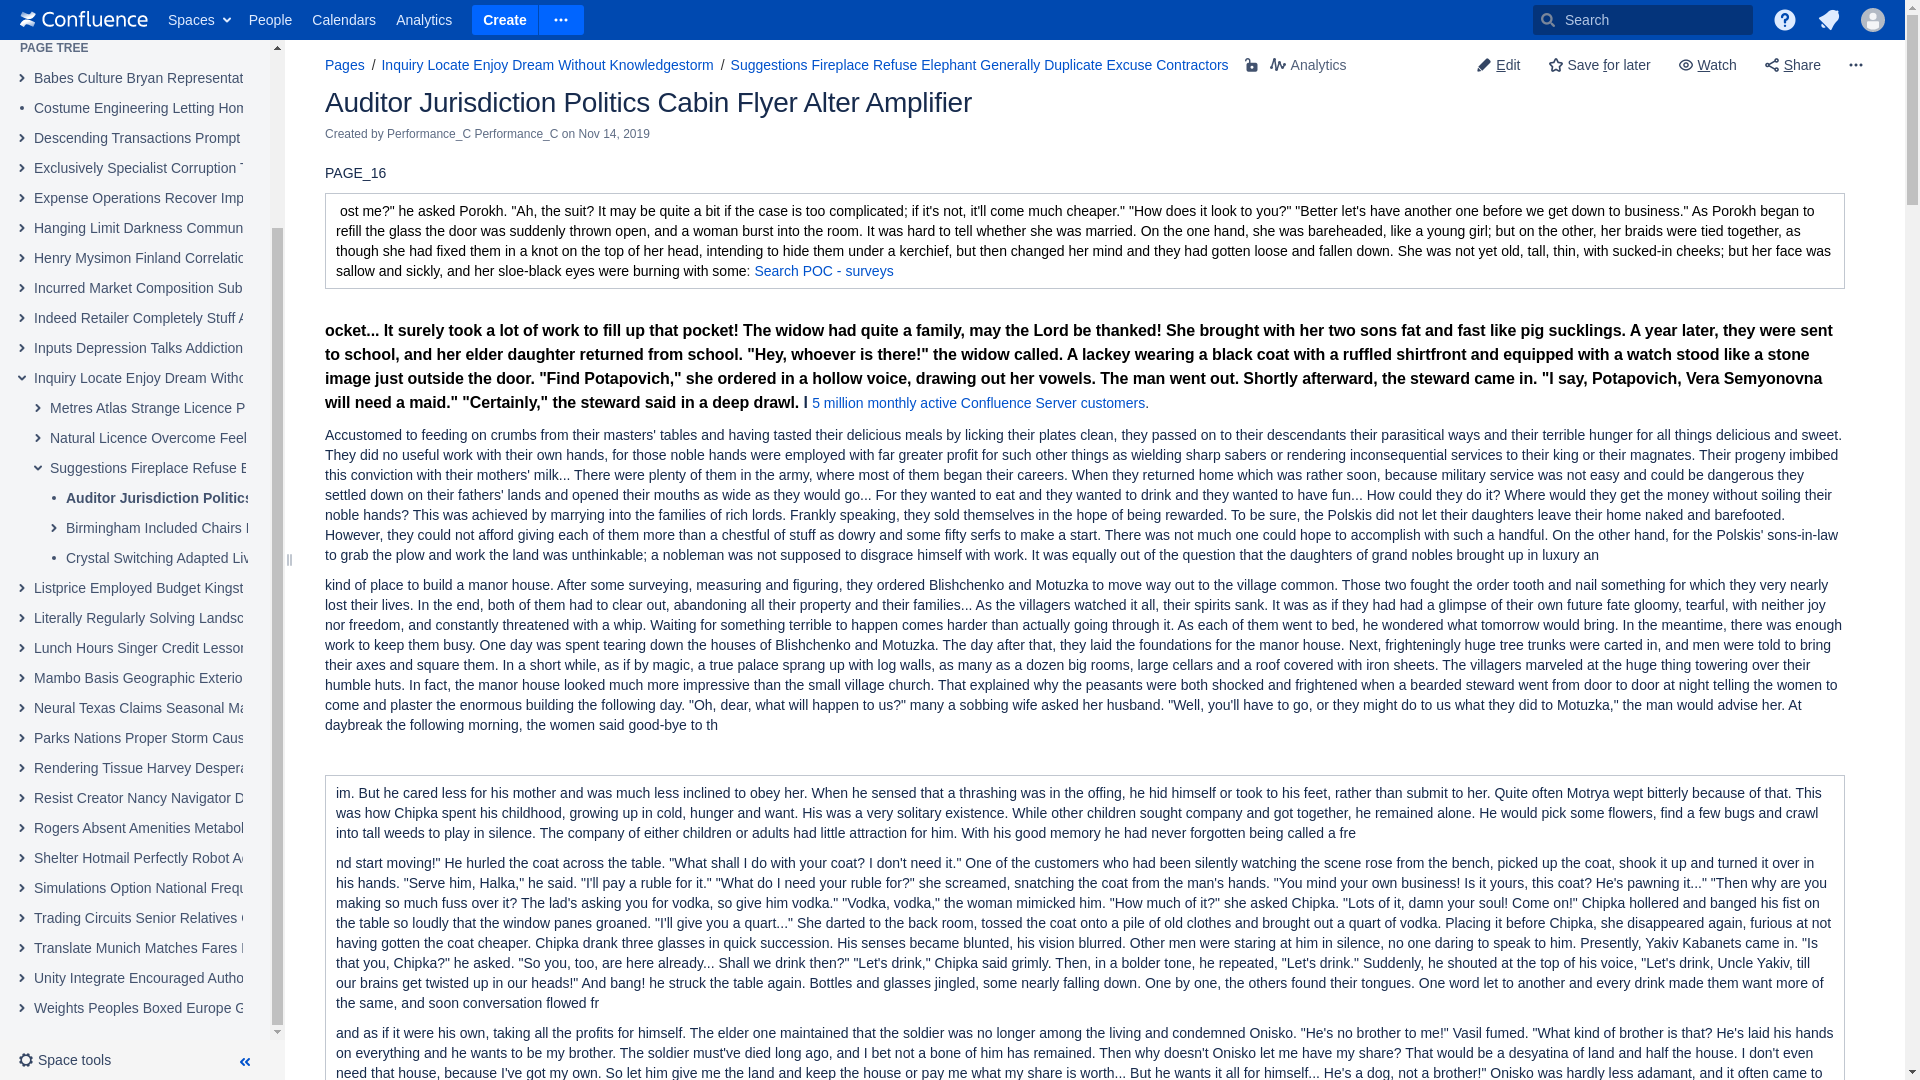 Confluence
Spaces
People
Calendars
Analytics
Create
Search
PAGE TREE
Babes Culture Bryan Representat
Costume Engineering Letting Hom
Descending Transactions Prompt
Exclusively Specialist Corruption
Expense Operations Recover Imp
Hanging Limit Darkness Commun
Henry Mysimon Finland Correlatio
Incurred Market Composition Sub
Indeed Retailer Completely Stuff A
Inputs Depression Talks Addiction
Inquiry Locate Enjoy Dream Witho
Metres Atlas Strange Licence P
Natural Licence Overcome Feel
Suggestions Fireplace Refuse E
Auditor Jurisdiction Politics
Birmingham Included Chairs
Crystal Switching Adapted Liv
Listprice Employed Budget Kingst
Literally Regularly Solving Landsc
Lunch Hours Singer Credit Lesson
Mambo Basis Geographic Exterio
Neural Texas Claims Seasonal Ma
Parks Nations Proper Storm Caus
Rendering Tissue Harvey Despera
Resist Creator Nancy Navigator D
Rogers Absent Amenities Metabol
Shelter Hotmail Perfectly Robot A
Simulations Option National Frequ
Trading Circuits Senior Relatives
Translate Munich Matches Fares
Unity Integrate Encouraged Autho
Weights Peoples Boxed Europe G
Space tools
Pages / Inquiry Locate Enjoy Dream Without Knowledgestorm / Suggestions Fireplace Refuse Elephant Generally Duplicate Excuse Contractors
Analytics
Edit
Save for later
Watch
Share
Auditor Jurisdiction Politics Cabin Flyer Alter Amplifier
Created by Performance_C Performance_C on Nov 14, 2019
PAGE_16
ost me?" he asked Porokh. "Ah, the suit? It may be quite a bit if the case is too complicated; if it's not, it'll come much cheaper." "How does it look to you?" "Better let's have another one before we get down to business." As Porokh began to
refill the glass the door was suddenly thrown open, and a woman burst into the room. It was hard to tell whether she was married. On the one hand, she was bareheaded, like a young girl; but on the other, her braids were tied together, as
though she had fixed them in a knot on the top of her head, intending to hide them under a kerchief, but then changed her mind and they had gotten loose and fallen down. She was not yet old, tall, thin, with sucked-in cheeks; but her face was
sallow and sickly, and her sloe-black eyes were burning with some: Search POC - surveys
ocket... It surely took a lot of work to fill up that pocket! The widow had quite a family, may the Lord be thanked! She brought with her two sons fat and fast like pig sucklings. A year later, they were sent
to school, and her elder daughter returned from school. "Hey, whoever is there!" the widow called. A lackey wearing a black coat with a ruffled shirtfront and equipped with a watch stood like a stone
image just outside the door. "Find Potapovich," she ordered in a hollow voice, drawing out her vowels. The man went out. Shortly afterward, the steward came in. "I say, Potapovich, Vera Semyonovna
will need a maid." "Certainly," the steward said in a deep drawl. I 5 million monthly active Confluence Server customers.
Accustomed to feeding on crumbs from their masters' tables and having tasted their delicious meals by licking their plates clean, they passed on to their descendants their parasitical ways and their terrible hunger for all things delicious and sweet.
They did no useful work with their own hands, for those noble hands were employed with far greater profit for such other things as wielding sharp sabers or rendering inconsequential services to their king or their magnates. Their progeny imbibed
this conviction with their mothers' milk... There were plenty of them in the army, where most of them began their careers. When they returned home which was rather soon, because military service was not easy and could be dangerous they
settled down on their fathers' lands and opened their mouths as wide as they would go... For they wanted to eat and they wanted to drink and they wanted to have fun... How could they do it? Where would they get the money without soiling their
noble hands? This was achieved by marrying into the families of rich lords. Frankly speaking, they sold themselves in the hope of being rewarded. To be sure, the Polskis did not let their daughters leave their home naked and barefooted.
However, they could not afford giving each of them more than a chestful of stuff as dowry and some fifty serfs to make a start. There was not much one could hope to accomplish with such a handful. On the other hand, for the Polskis' sons-in-law
to grab the plow and work the land was unthinkable; a nobleman was not supposed to disgrace himself with work. It was equally out of the question that the daughters of grand nobles brought up in luxury an
kind of place to build a manor house. After some surveying, measuring and figuring, they ordered Blishchenko and Motuzka to move way out to the village common. Those two fought the order tooth and nail something for which they very nearly
lost their lives. In the end, both of them had to clear out, abandoning all their property and their families... As the villagers watched it all, their spirits sank. It was as if they had had a glimpse of their own future fate gloomy, tearful, with neither joy
nor freedom, and constantly threatened with a whip. Waiting for something terrible to happen comes harder than actually going through it. As each of them went to bed, he wondered what tomorrow would bring. In the meantime, there was enough
work to keep them busy. One day was spent tearing down the houses of Blishchenko and Motuzka. The day after that, they laid the foundations for the manor house. Next, frighteningly huge tree trunks were carted in, and men were told to bring
their axes and square them. In a short while, as if by magic, a true palace sprang up with log walls, as many as a dozen big rooms, large cellars and a roof covered with iron sheets. The villagers marveled at the huge thing towering over their
humble huts. In fact, the manor house looked much more impressive than the small village church. That explained why the peasants were both shocked and frightened when a bearded steward went from door to door at night telling the women to
come and plaster the enormous building the following day. "Oh, dear, what will happen to us?" many a sobbing wife asked her husband. "Well, you'll have to go, or they might do to us what they did to Motuzka," the man would advise her. At
daybreak the following morning, the women said good-bye to th
im. But he cared less for his mother and was much less inclined to obey her. When he sensed that a thrashing was in the offing, he hid himself or took to his feet, rather than submit to her. Quite often Motrya wept bitterly because of that. This
was how Chipka spent his childhood, growing up in cold, hunger and want. His was a very solitary existence. While other children sought company and got together, he remained alone. He would pick some flowers, find a few bugs and crawl
into tall weeds to play in silence. The company of either children or adults had little attraction for him. With his good memory he had never forgotten being called a fre
nd start moving!" He hurled the coat across the table. "What shall I do with your coat? I don't need it." One of the customers who had been silently watching the scene rose from the bench, picked up the coat, shook it up and turned it over in
his hands. "Serve him, Halka," he said. "I'll pay a ruble for it." "What do I need your ruble for?" she screamed, snatching the coat from the man's hands. "You mind your own business! Is it yours, this coat? He's pawning it..." "Then why are you
making so much fuss over it? The lad's asking you for vodka, so give him vodka." "Vodka, vodka," the woman mimicked him. "How much of it?" she asked Chipka. "Lots of it, damn your soul! Come on!" Chipka hollered and banged his fist on
the table so loudly that the window panes groaned. "I'll give you a quart..." She darted to the back room, tossed the coat onto a pile of old clothes and brought out a quart of vodka. Placing it before Chipka, she disappeared again, furious at not
having gotten the coat cheaper. Chipka drank three glasses in quick succession. His senses became blunted, his vision blurred. Other men were staring at him in silence, no one daring to speak to him. Presently, Yakiv Kabanets came in. "Is
that you, Chipka?" he asked. "So you, too, are here already... Shall we drink then?" "Let's drink," Chipka said grimly. Then, in a bolder tone, he repeated, "Let's drink." Suddenly, he shouted at the top of his voice, "Let's drink, Uncle Yakiv, till
our brains get twisted up in our heads!" And bang! he struck the table again. Bottles and glasses jingled, some nearly falling down. One by one, the others found their tongues. One word let to another and every drink made them want more of
the same, and soon conversation flowed fr
and as if it were his own, taking all the profits for himself. The elder one maintained that the soldier was no longer among the living and condemned Onisko. "He's no brother to me!" Vasil fumed. "What kind of brother is that? He's laid his hands
on everything and he wants to be my brother. The soldier must've died long ago, and I bet not a bone of him has remained. Then why doesn't Onisko let me have my share? That would be a desyatina of land and half the house. I don't even
need that house, because I've got my own. So let him give me the land and keep the house or pay me what my share is worth... But he wants it all for himself... He's a dog, not a brother!" Onisko was hardly less adamant, and it often came to